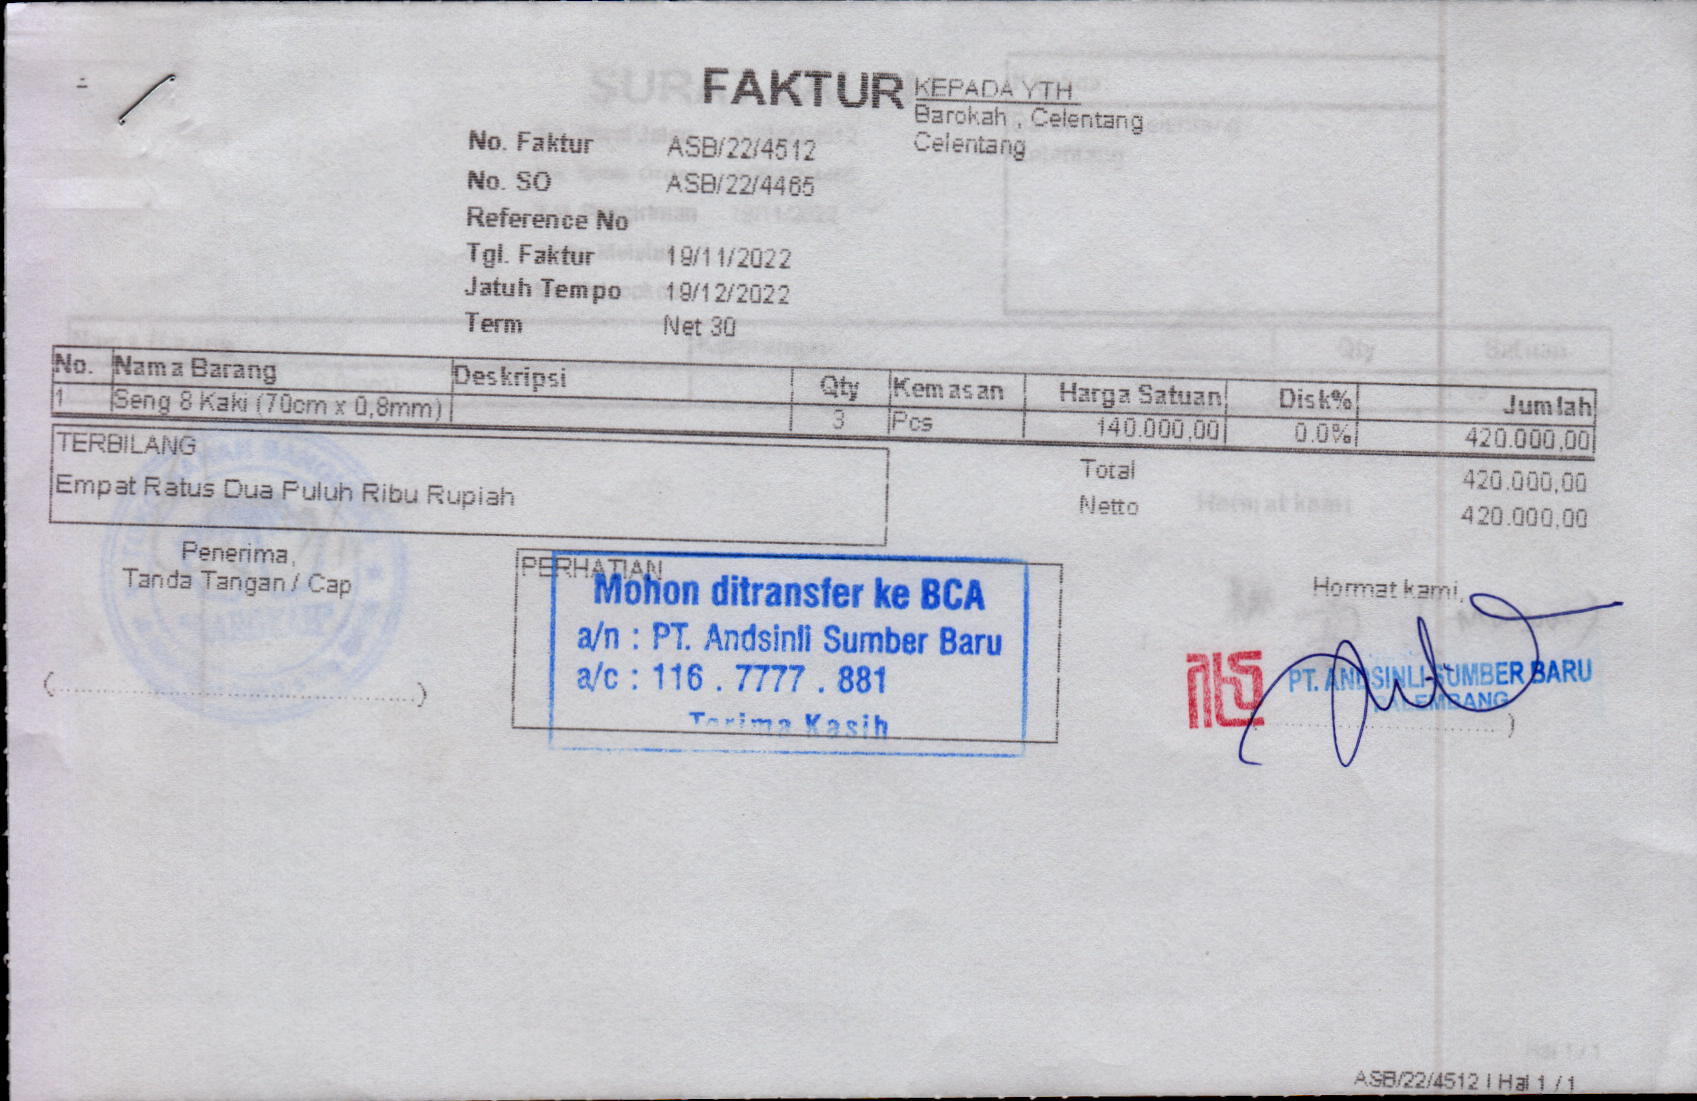 FAKTUR
KEPADA YTH
Barokah , Celentang
Celentang
No. Faktur ASB/22/4512
No. SO ASB/22/4465
Reference No
Tgl. Faktur 19/11/2022
Jatuh Tempo 19/12/2022
Term Net 30
No. Nama Barang Deskripsi Qty Kemasan Harga Satuan Disk% Jumlah
1 Seng 8 Kaki (70cm x 0,8mm) 3 Pcs 140.000,00 0.0% 420.000,00
TERBILANG
Empat Ratus Dua Puluh Ribu Rupiah
Total 420.000,00
Netto 420.000,00
Penerima,
Tanda Tangan / Cap
(........................................)
PERHATIAN
Mohon ditransfer ke BCA
a/n : PT. Andsinli Sumber Baru
a/c : 116 . 7777 . 881
Terima Kasih
Hormat kami,
PT. ANDSINLI SUMBER BARU
PALEMBANG
ASB/22/4512 | Hal 1 / 1